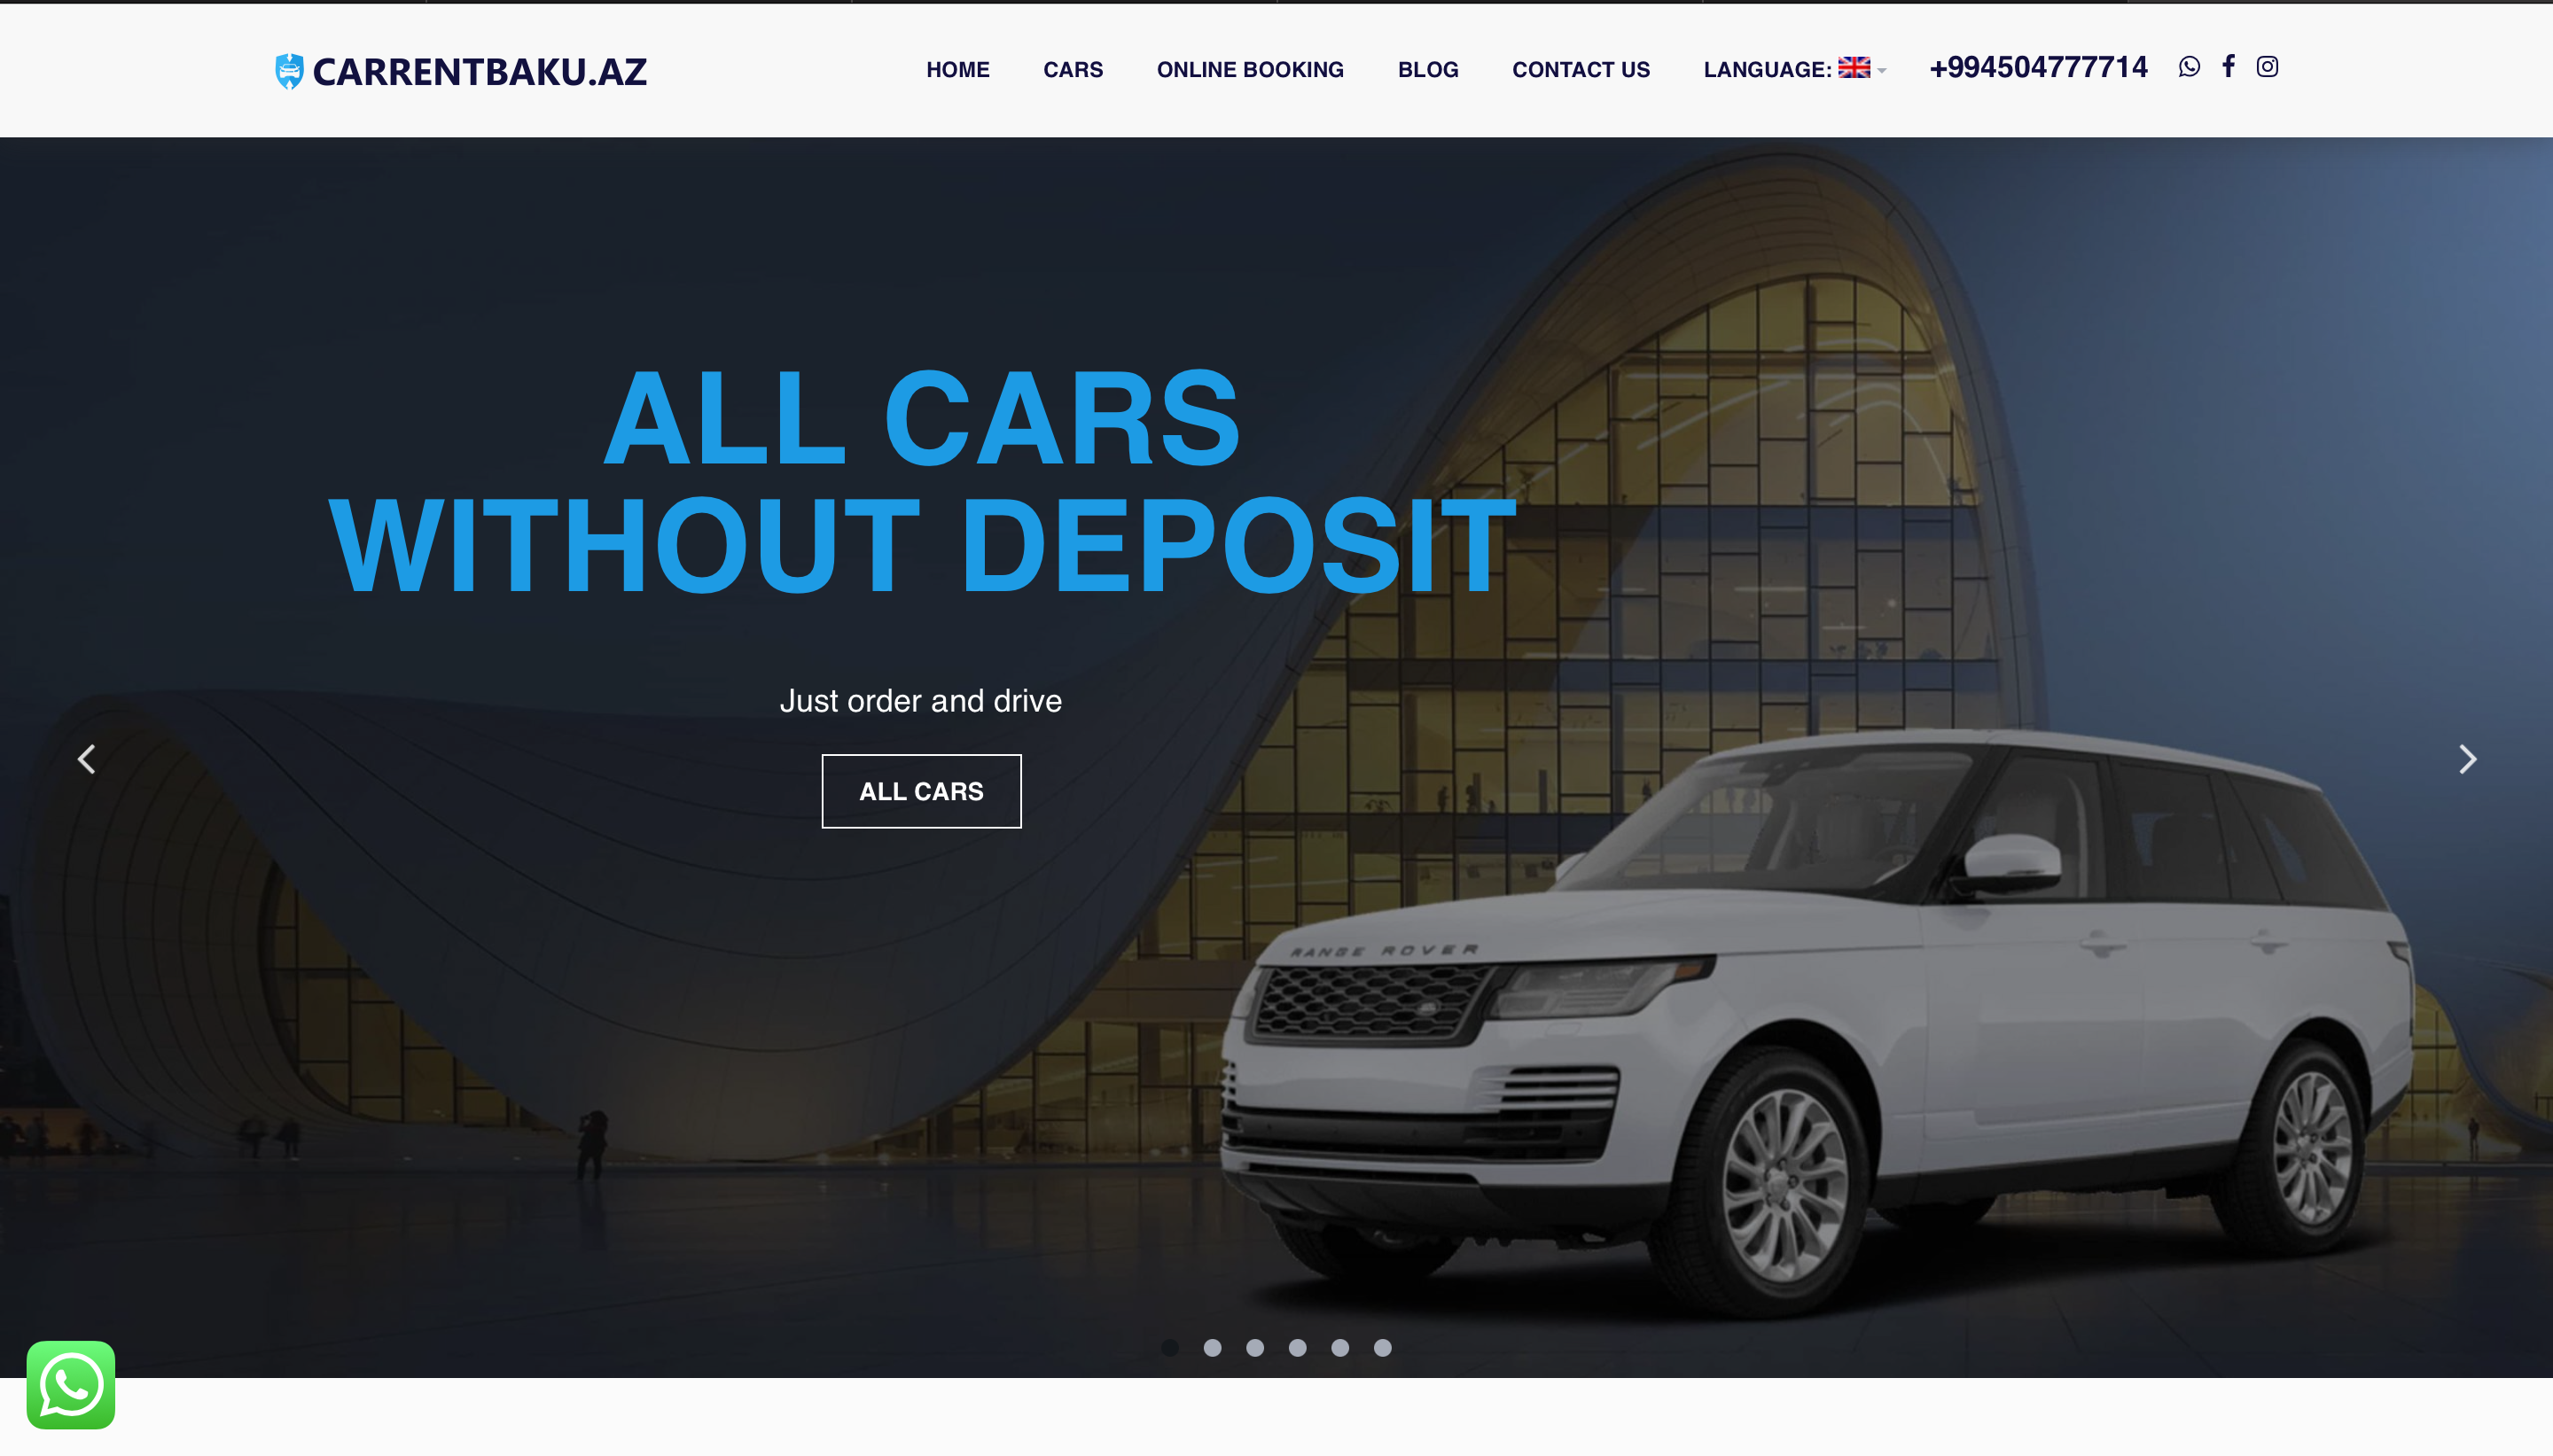 CARRENTBAKU.AZ
HOME
CARS
ONLINE BOOKING
BLOG
CONTACT US
LANGUAGE:
+994504777714
ALL CARS
WITHOUT DEPOSIT
Just order and drive
ALL CARS
RANGE ROVER